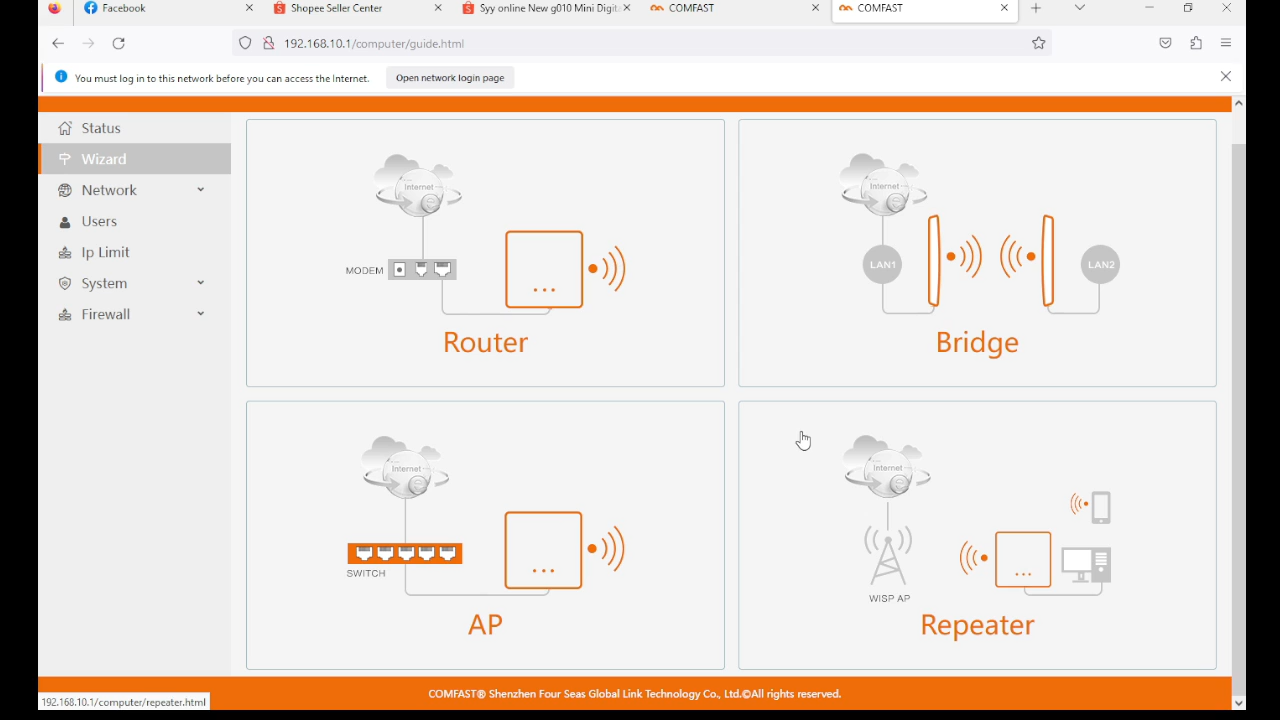 Facebook
Shopee Seller Center
Syy online New g010 Mini Digita
COMFAST
COMFAST
192.168.10.1/computer/guide.html
You must log in to this network before you can access the Internet.
Open network login page
Status
Wizard
Network
Users
Ip Limit
System
Firewall
Internet
MODEM
Router
Internet
LAN1
LAN2
Bridge
Internet
SWITCH
AP
Internet
WISP AP
Repeater
COMFAST® Shenzhen Four Seas Global Link Technology Co., Ltd.©All rights reserved.
192.168.10.1/computer/repeater.html